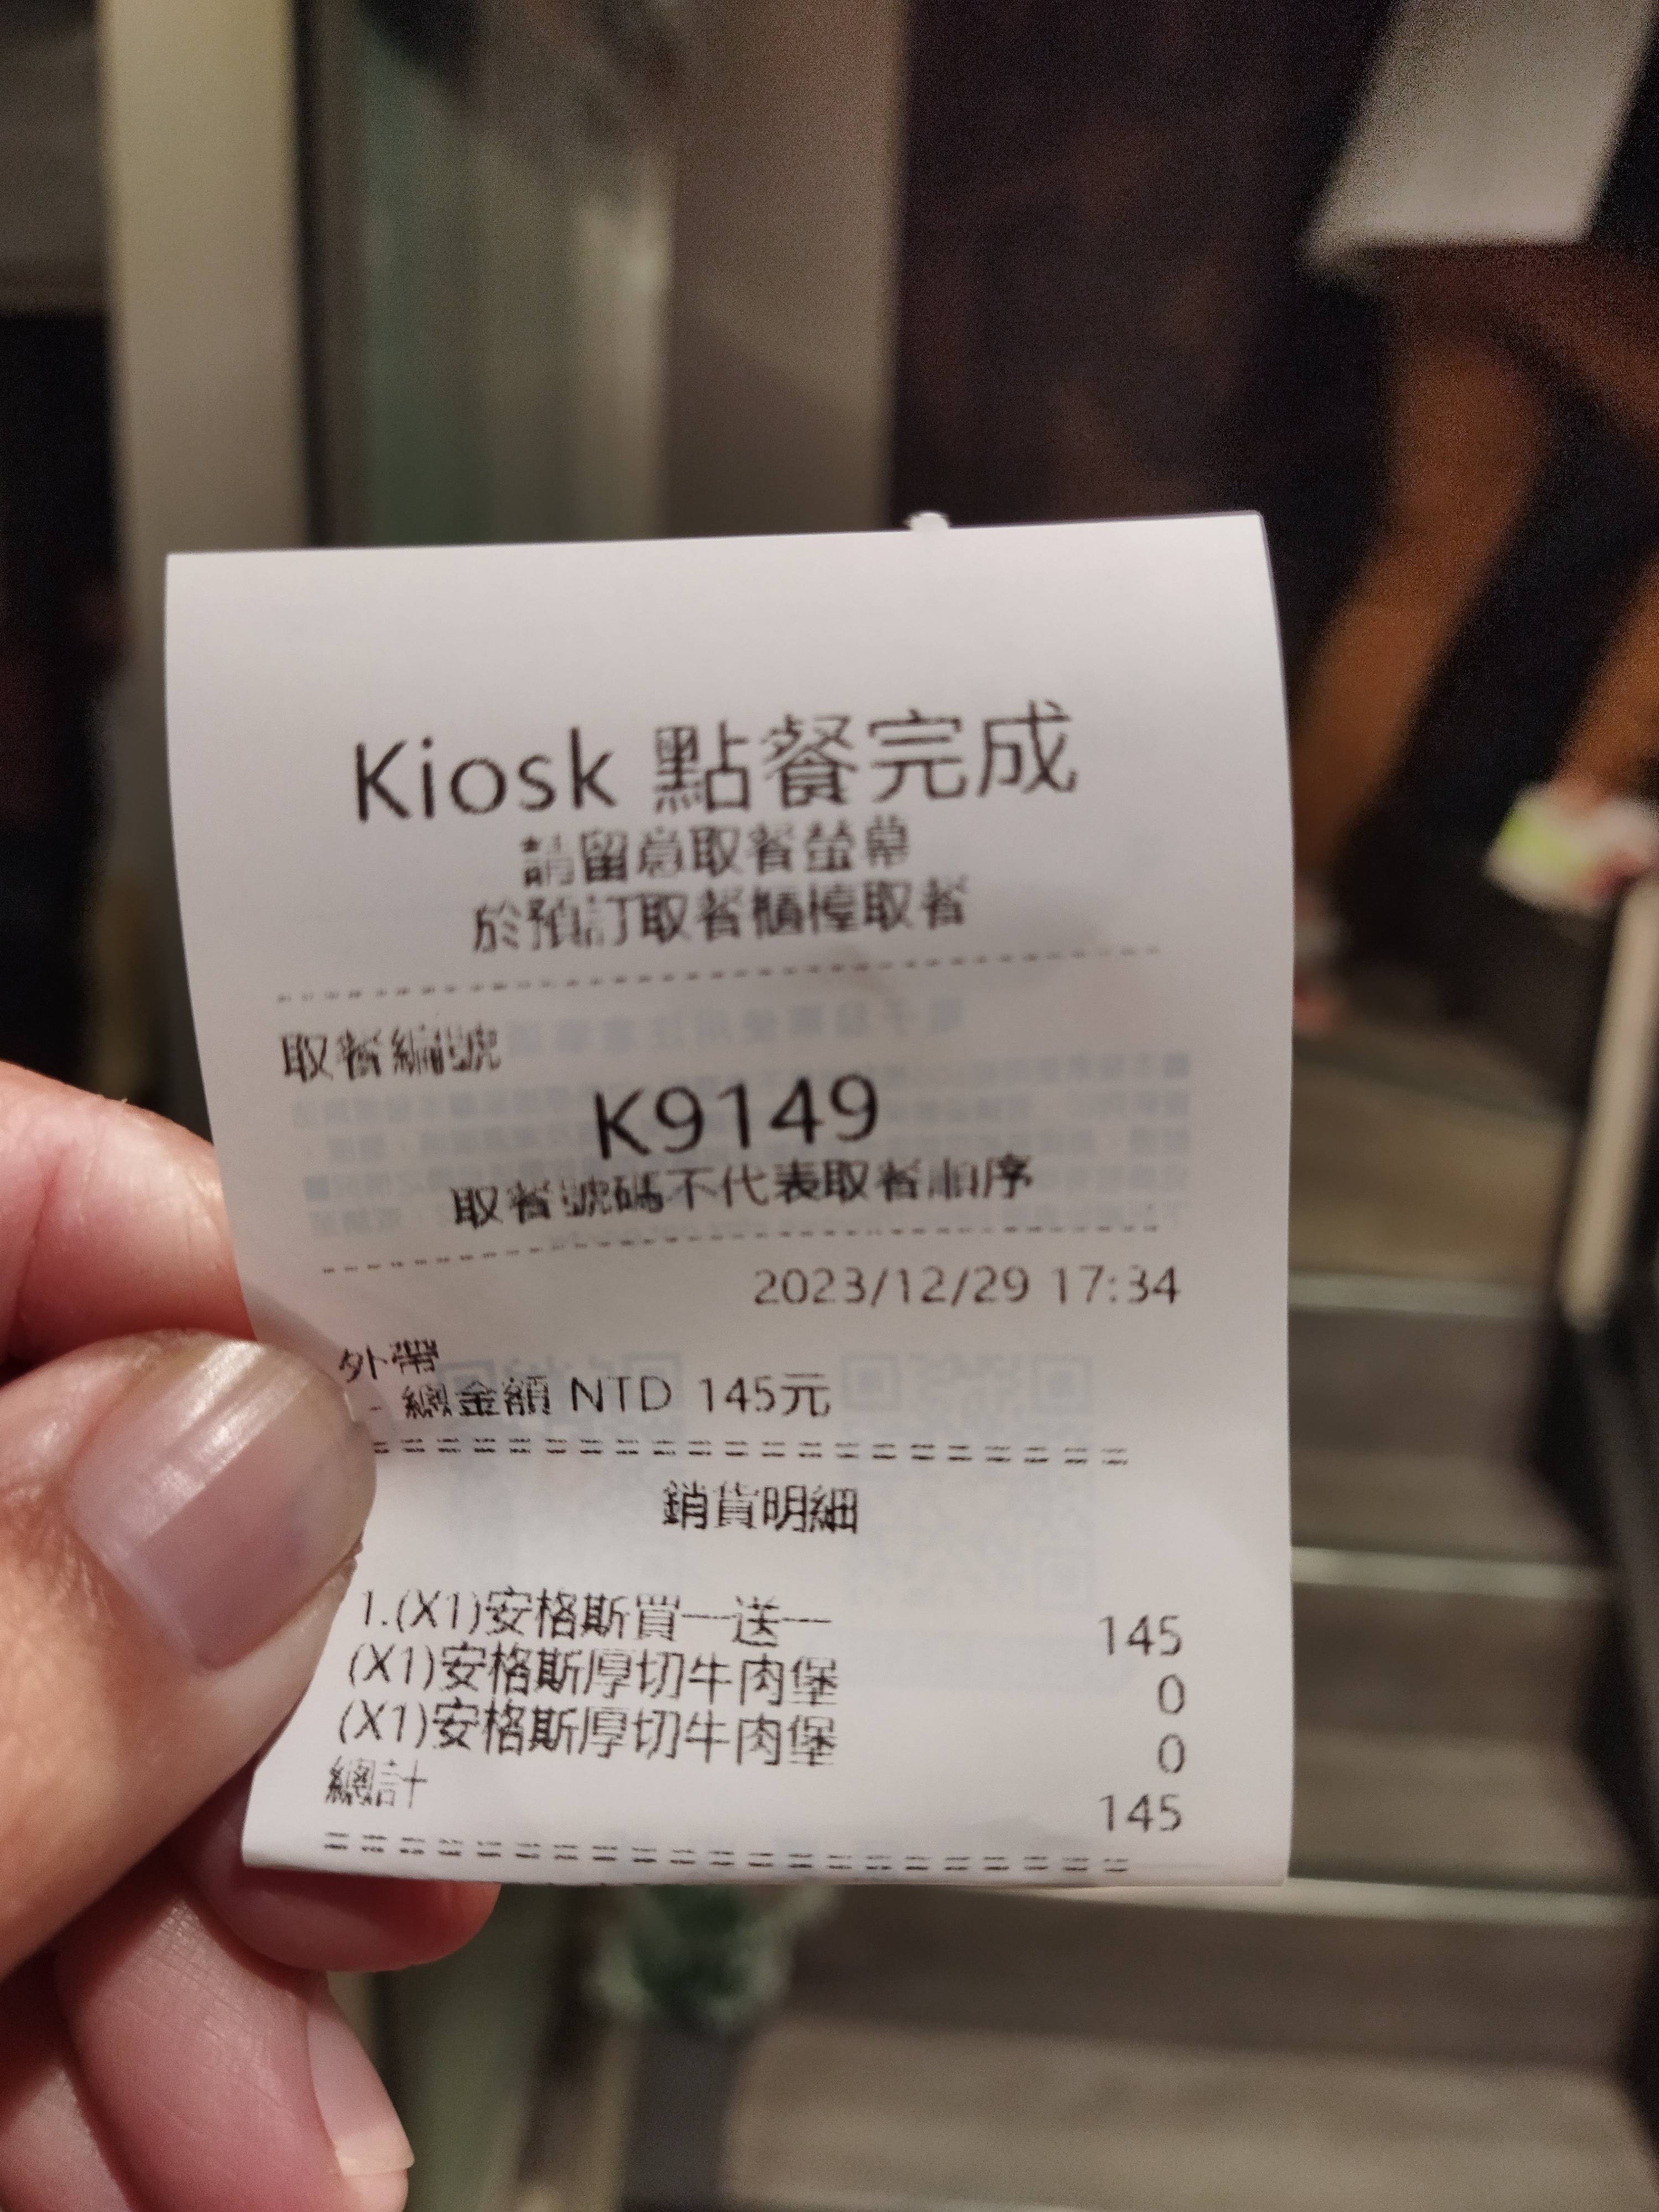 Kiosk 點餐完成
請留意取餐螢幕
於預訂取餐櫃檯取餐
取餐編號
K9149
取餐號碼不代表取餐順序
2023/12/29 17:34
外帶
- 總金額 NTD 145元
銷貨明細
1.(X1)安格斯買一送一 145
(X1)安格斯厚切牛肉堡 0
(X1)安格斯厚切牛肉堡 0
總計 145